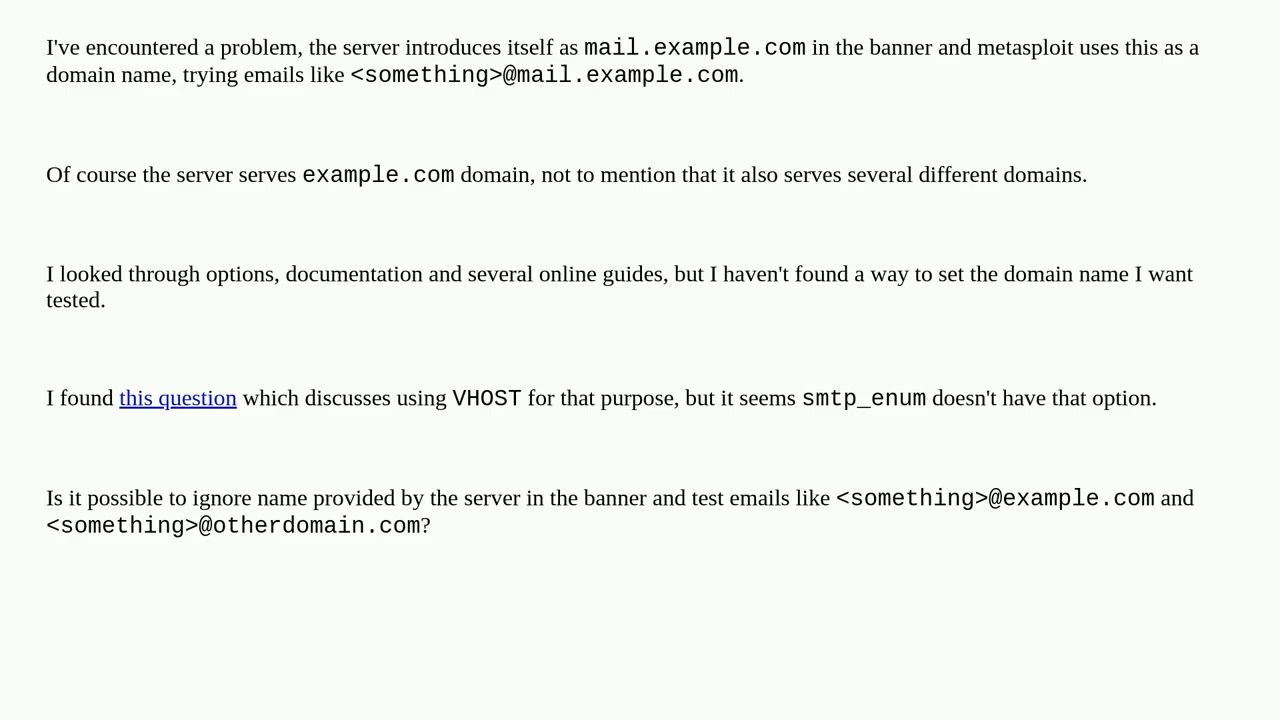 I've encountered a problem, the server introduces itself as mail.example.com in the banner and metasploit uses this as a
domain name, trying emails like <something>@mail.example.com.
Of course the server serves example.com domain, not to mention that it also serves several different domains.
I looked through options, documentation and several online guides, but I haven't found a way to set the domain name I want
tested.
I found this question which discusses using VHOST for that purpose, but it seems smtp_enum doesn't have that option.
Is it possible to ignore name provided by the server in the banner and test emails like <something>@example.com and
<something>@otherdomain.com?